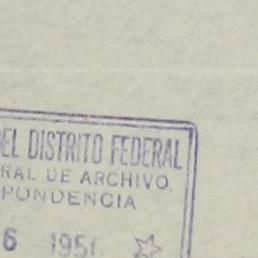 EL DISTRITO FEDERAL
RAL DE ARCHIVO.
PONDENCIA
6 195